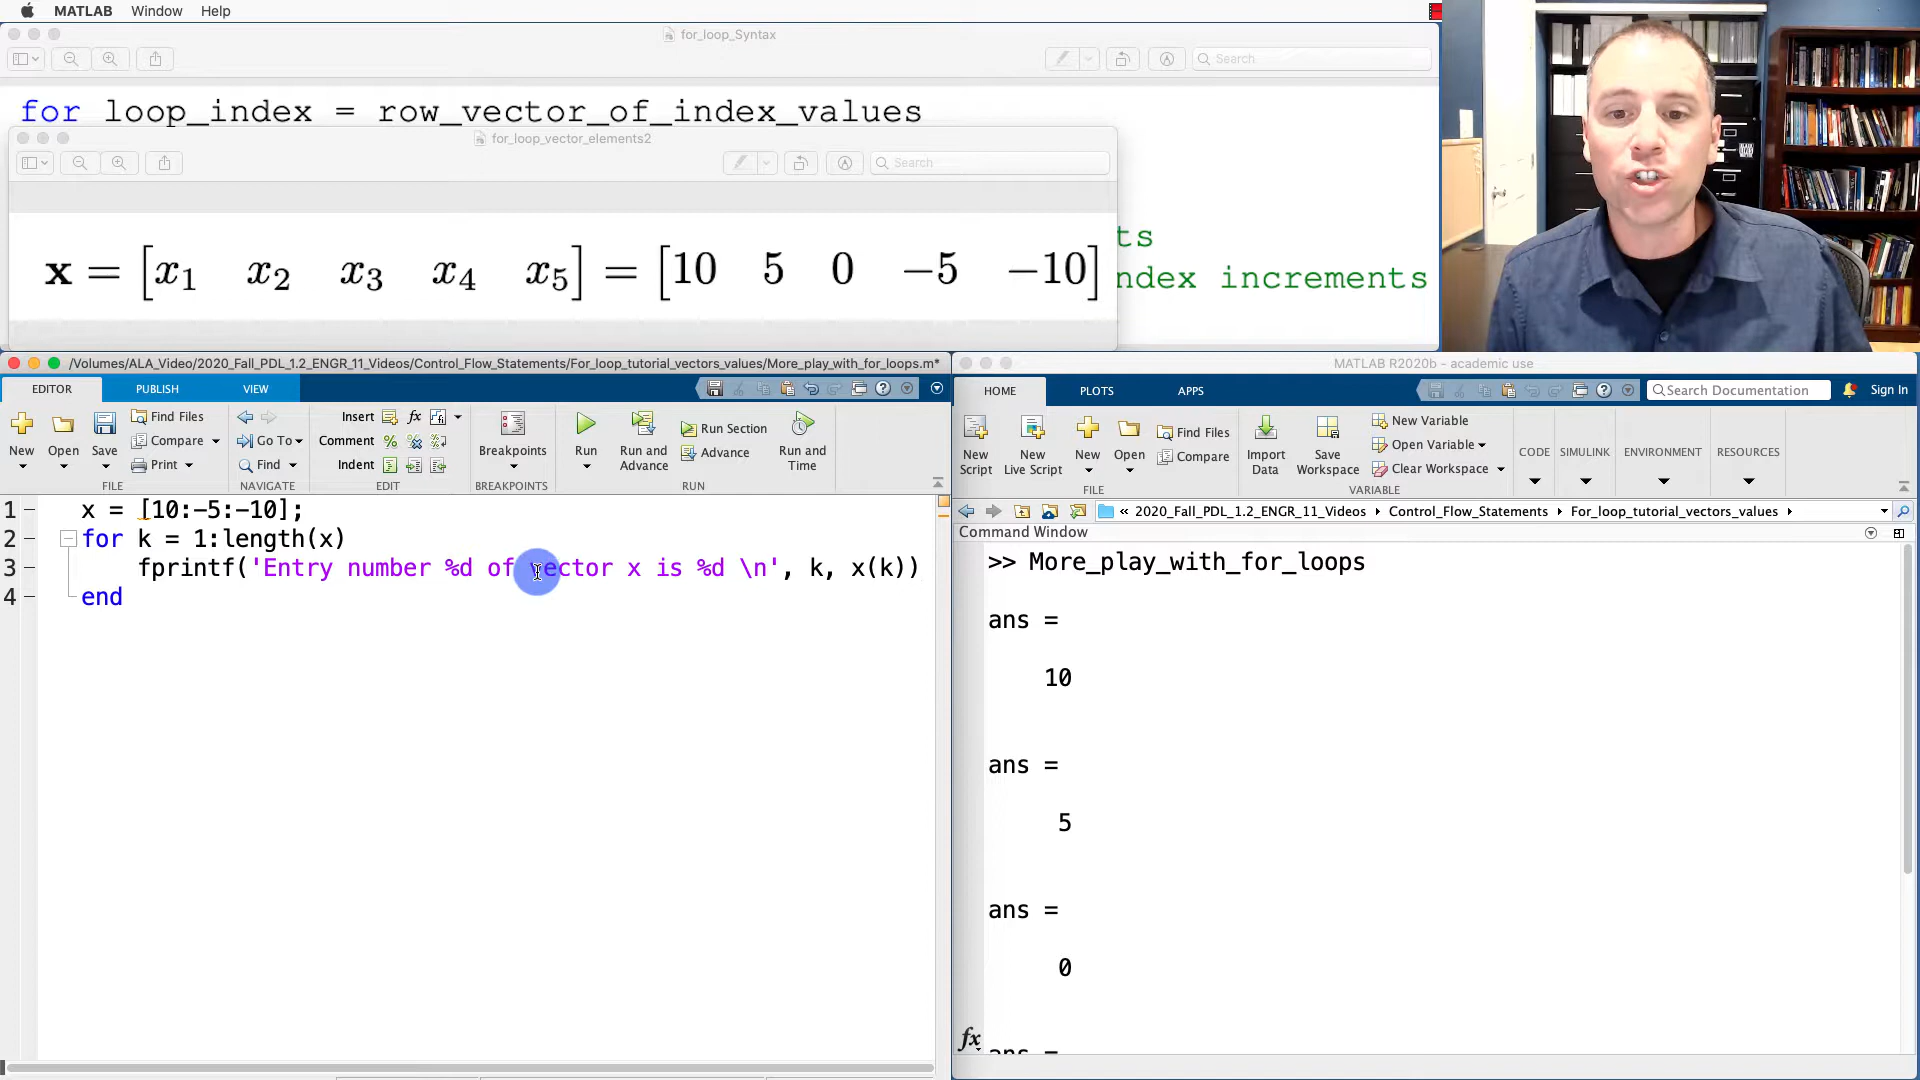 MATLAB Window Help
for_loop_Syntax
Search
for loop_index = row_vector_of_index_values
for_loop_vector_elements2
Search
ts
x = [x1 x2 x3 x4 x5] = [10 5 0 −5 −10]
ndex increments
/Volumes/ALA_Video/2020_Fall_PDL_1.2_ENGR_11_Videos/Control_Flow_Statements/For_loop_tutorial_vectors_values/More_play_with_for_loops.m*
EDITOR PUBLISH VIEW
New Open Save
Find Files
Compare
Print
FILE
Go To
Find
NAVIGATE
Insert fx
Comment
Indent
EDIT
Breakpoints
BREAKPOINTS
Run
Run and Advance
Run Section
Advance
Run and Time
RUN
1 x = [10:-5:-10];
2 for k = 1:length(x)
3 fprintf('Entry number %d of vector x is %d \n', k, x(k))
4 end
MATLAB R2020b - academic use
HOME PLOTS APPS
Search Documentation
Sign In
New Script
New Live Script
New
Open
Find Files
Compare
FILE
Import Data
Save Workspace
New Variable
Open Variable
Clear Workspace
VARIABLE
CODE SIMULINK ENVIRONMENT RESOURCES
« 2020_Fall_PDL_1.2_ENGR_11_Videos Control_Flow_Statements For_loop_tutorial_vectors_values
Command Window
>> More_play_with_for_loops
ans =
10
ans =
5
ans =
0
fx
ans =